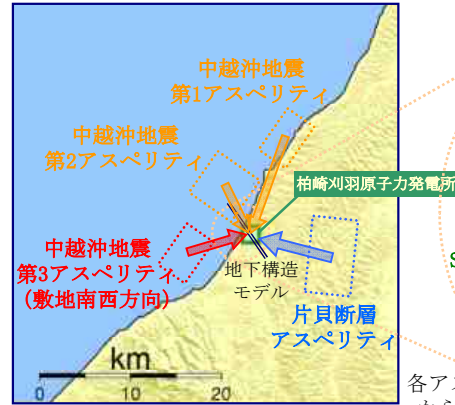 中越沖地震
第1アスペリティ
中越沖地震
第2アスペリティ
柏崎刈羽原子力発電所
中越沖地震
第3アスペリティ
(敷地南西方向)
地下構造
モデル
片貝断層
アスペリティ
km
0 10 20
S
各アス